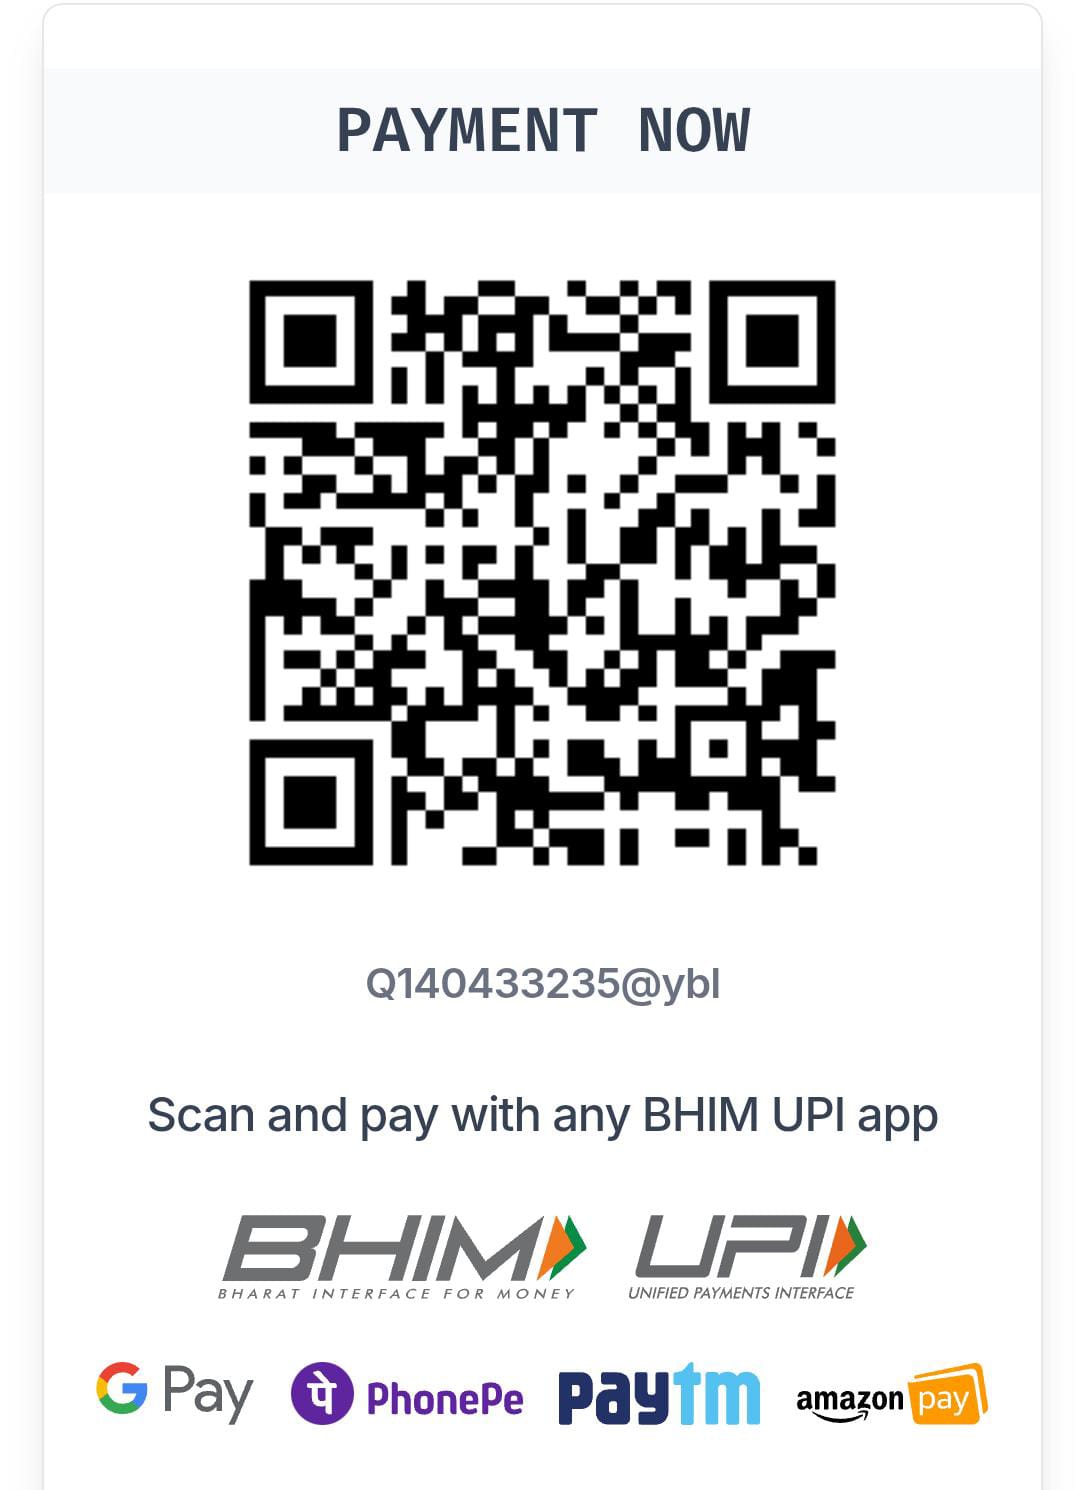 PAYMENT NOW
Q140433235@ybl
Scan and pay with any BHIM UPI app
BHIM UPI
BHARAT INTERFACE FOR MONEY UNIFIED PAYMENTS INTERFACE
G Pay पे PhonePe paytm amazon pay